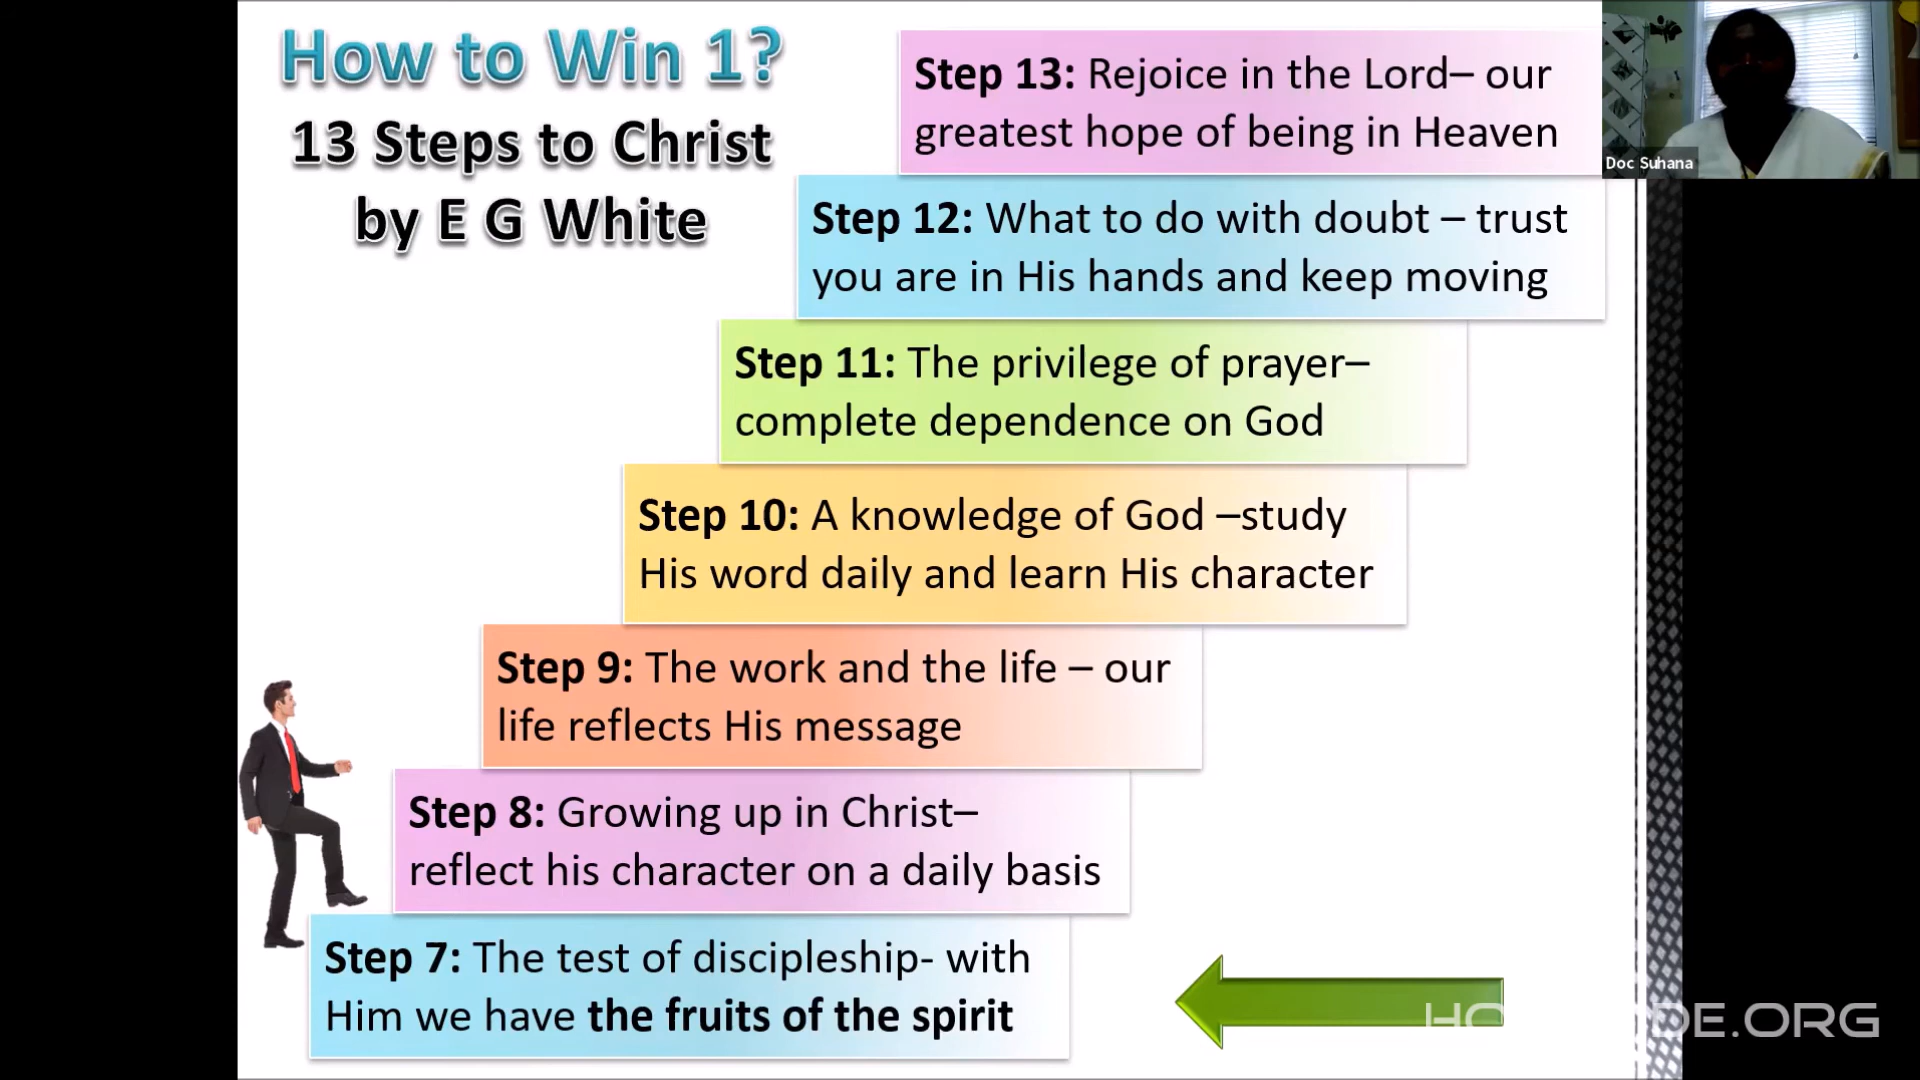 How to Win 1?
13 Steps to Christ
by E G White
Step 13: Rejoice in the Lord– our
greatest hope of being in Heaven
Doc Suhana
Step 12: What to do with doubt – trust
you are in His hands and keep moving
Step 11: The privilege of prayer–
complete dependence on God
Step 10: A knowledge of God –study
His word daily and learn His character
Step 9: The work and the life – our
life reflects His message
Step 8: Growing up in Christ–
reflect his character on a daily basis
Step 7: The test of discipleship- with
Him we have the fruits of the spirit